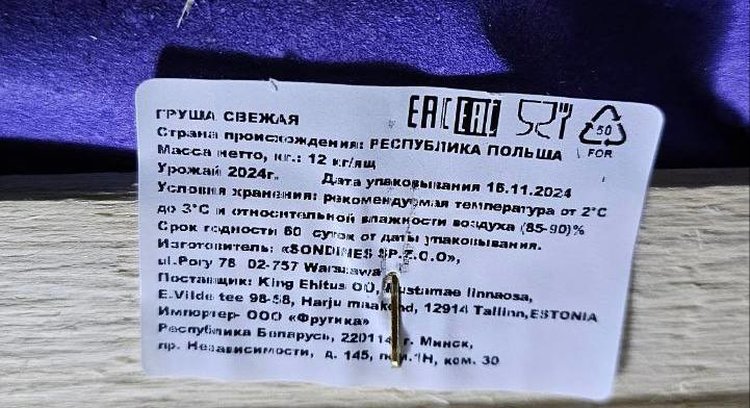 ГРУША СВЕЖАЯ
EAC EAC 50
FOR
Страна происхождения: РЕСПУБЛИКА ПОЛЬША
Масса нетто, кг.: 12 кг/ящ
Урожай 2024г. Дата упаковывания 16.11.2024
Условия хранения: рекомендуемая температура от 2°С
до 3°С и относительной влажности воздуха (85-90)%
Срок годности 60 суток от даты упаковывания.
Изготовитель: «SONDINES SP.Z.O.O»,
ul.Pory 78 02-757 Warszawa
Поставщик: King Ehitus OÜ, Mustamäe linnaosa,
E.Vilde tee 98-58, Harju maakond, 12914 Tallinn, ESTONIA
Импортер- ООО «Фрутика»
Республика Беларусь, 220114 г. Минск,
пр. Независимости, д. 145, пом.1Н, ком. 30